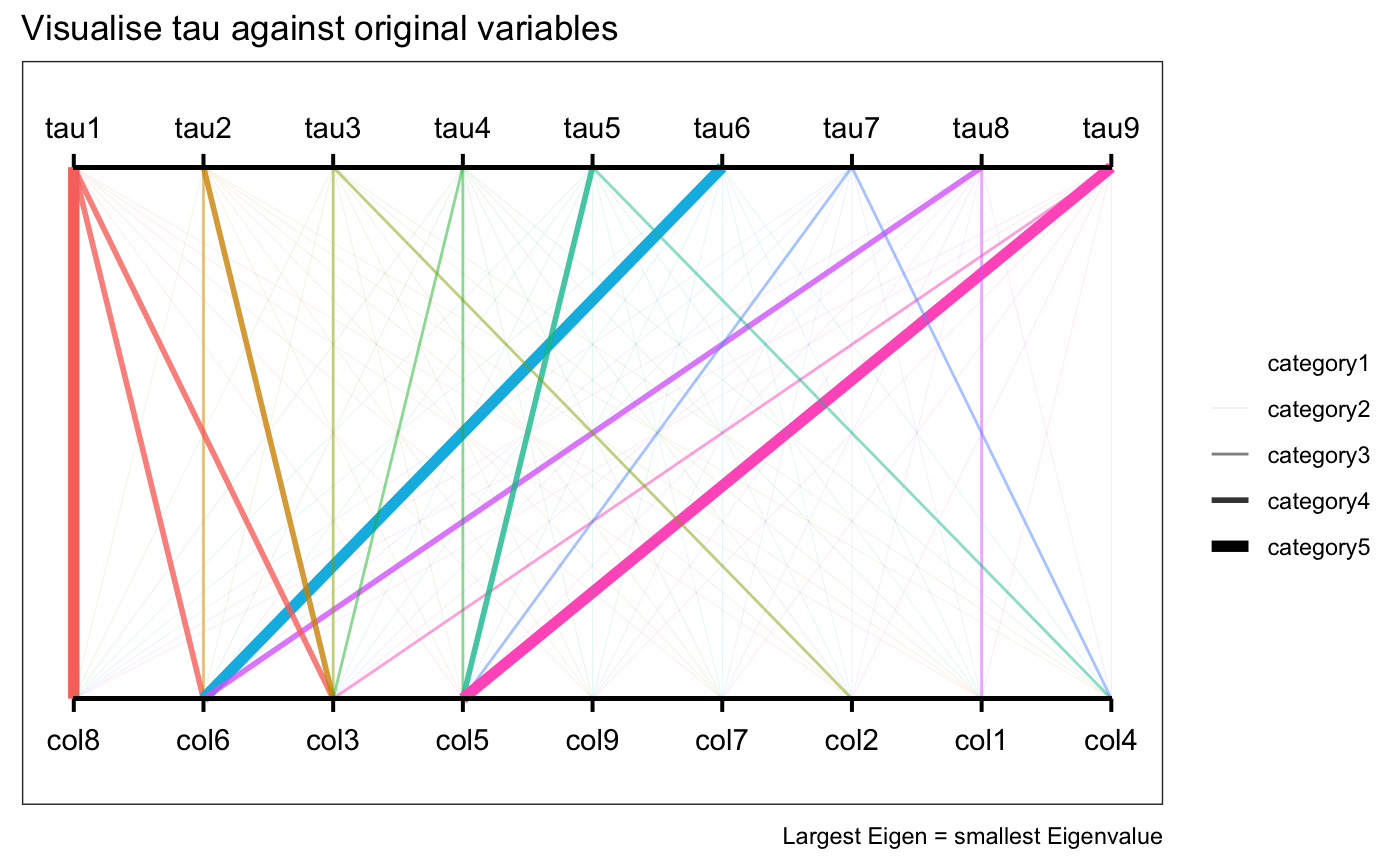 Visualise tau against original variables
tau1 tau2 tau3 tau4 tau5 tau6 tau7 tau8 tau9
category1
category2
category3
category4
category5
col8 col6 col3 col5 col9 col7 col2 col1 col4
Largest Eigen = smallest Eigenvalue